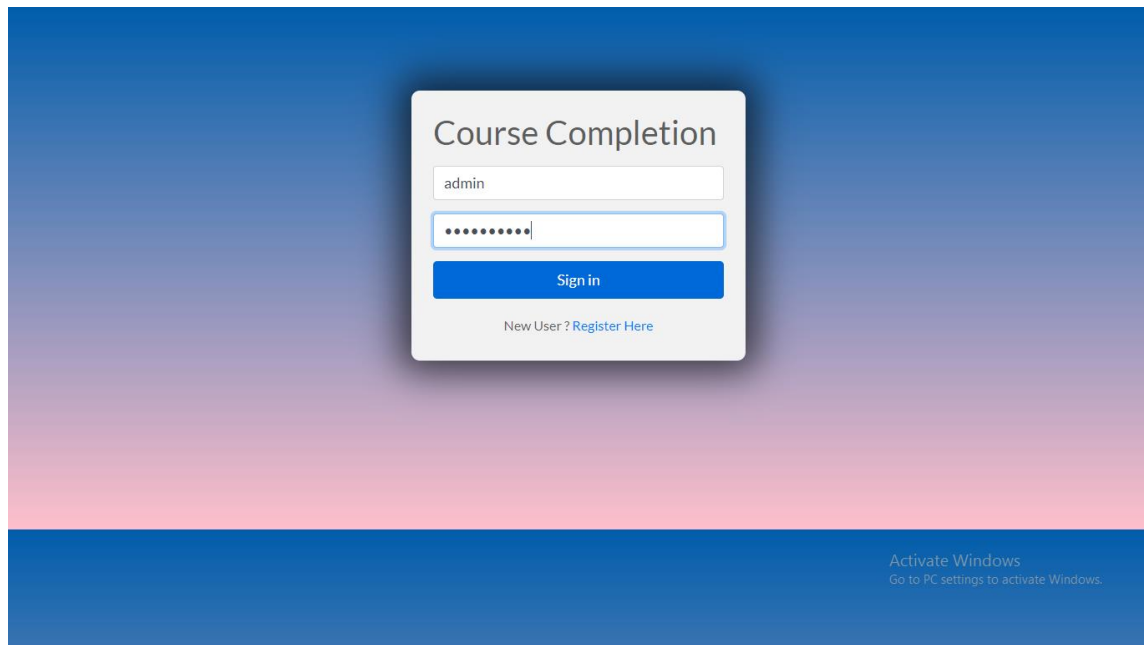 Course Completion
admin
••••••••••
Sign in
New User ? Register Here
Activate Windows
Go to PC settings to activate Windows.